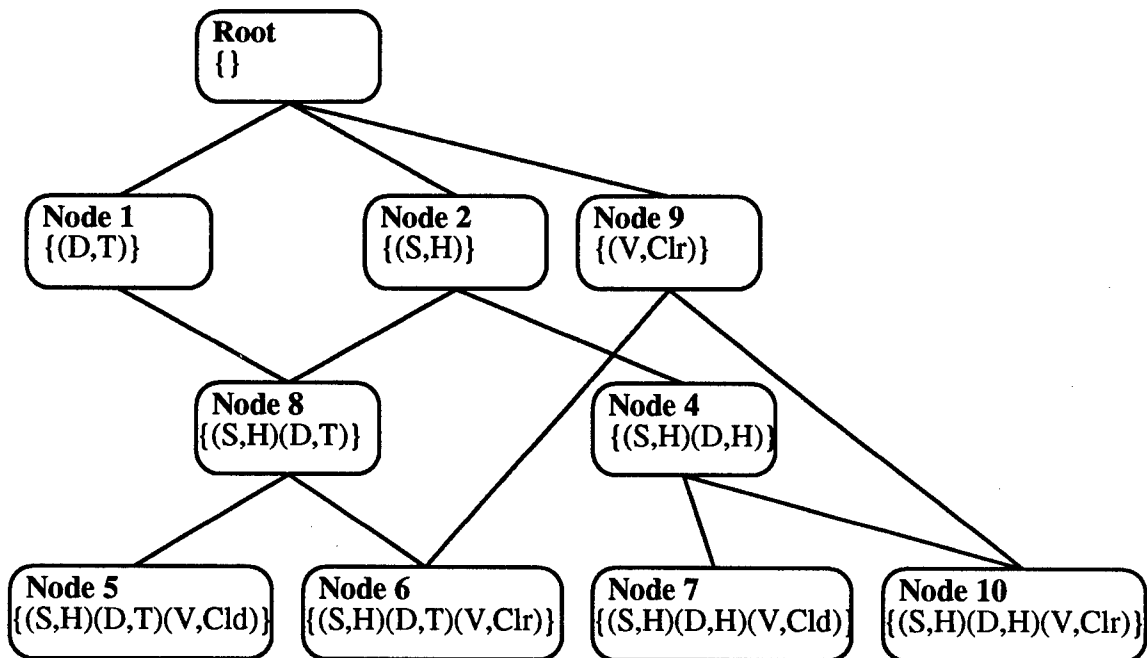 Root
{}
Node 1
{(D,T)}
Node 2
{(S,H)}
Node 9
{(V,Clr)}
Node 8
{(S,H)(D,T)}
Node 4
{(S,H)(D,H)}
Node 5
{(S,H)(D,T)(V,Cld)}
Node 6
{(S,H)(D,T)(V,Clr)}
Node 7
{(S,H)(D,H)(V,Cld)}
Node 10
{(S,H)(D,H)(V,Clr)}